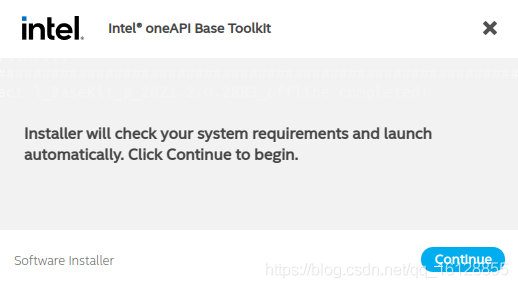 intel. Intel® oneAPI Base Toolkit
Installer will check your system requirements and launch
automatically. Click Continue to begin.
Software Installer
Continue
https://blog.csdn.net/qq_16128855